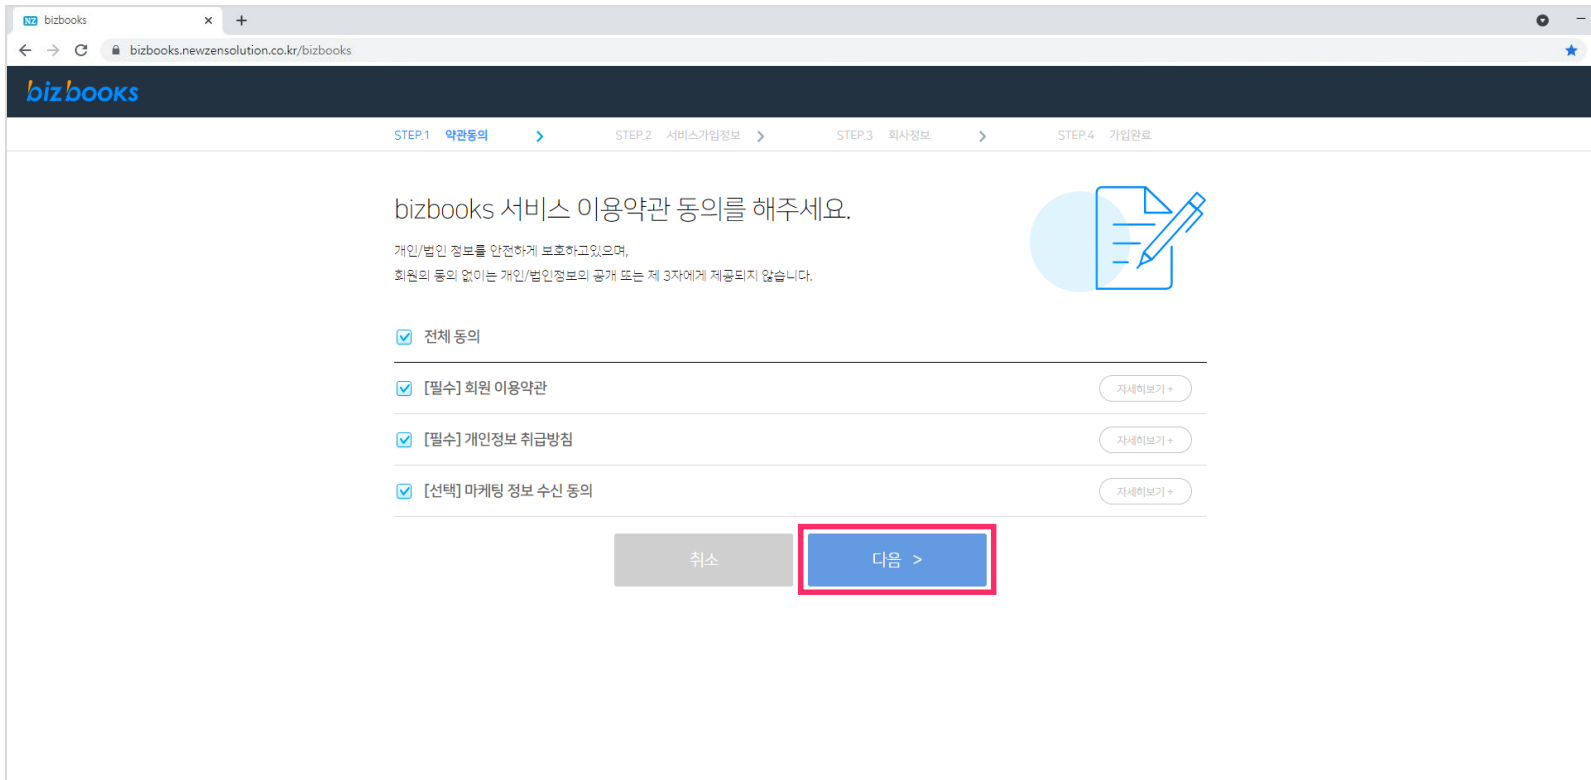 NZ bizbooks
bizbooks.newzensolution.co.kr/bizbooks
bizbooks
STEP.1 약관동의 > STEP.2 서비스가입정보 > STEP.3 회사정보 > STEP.4 가입완료
bizbooks 서비스 이용약관 동의를 해주세요.
개인/법인 정보를 안전하게 보호하고있으며,
회원의 동의 없이는 개인/법인정보의 공개 또는 제 3자에게 제공되지 않습니다.
전체 동의
[필수] 회원 이용약관 자세히보기 +
[필수] 개인정보 취급방침 자세히보기 +
[선택] 마케팅 정보 수신 동의 자세히보기 +
취소 다음 >